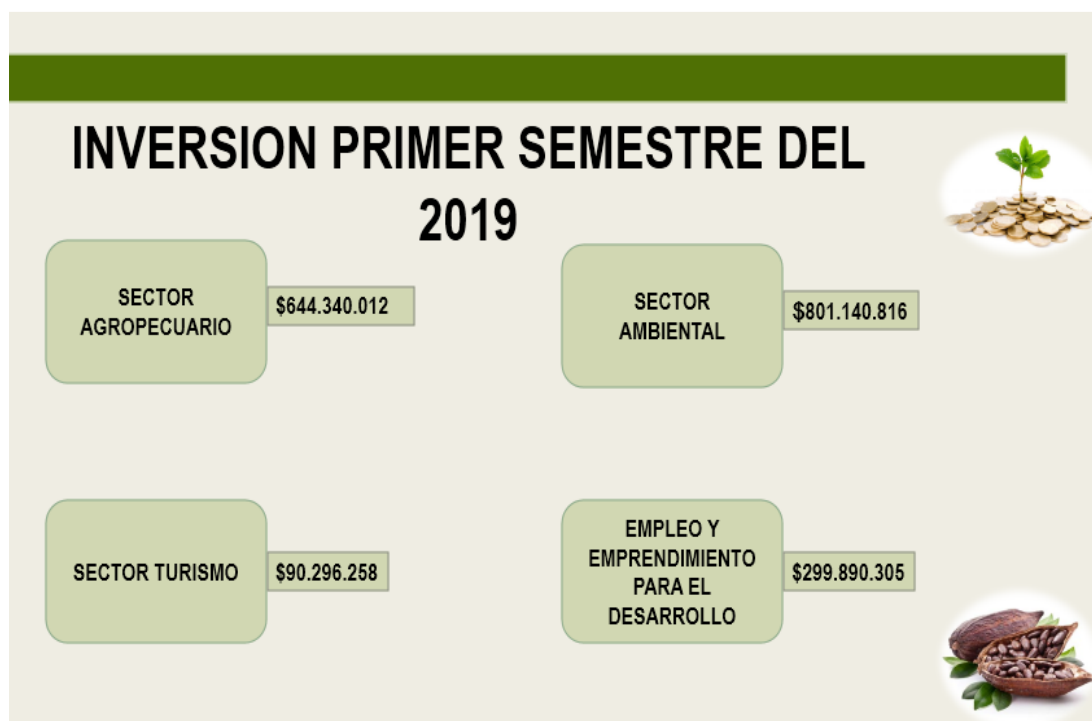 INVERSION PRIMER SEMESTRE DEL
2019
SECTOR
AGROPECUARIO
$644.340.012
SECTOR
AMBIENTAL
$801.140.816
SECTOR TURISMO
$90.296.258
EMPLEO Y
EMPRENDIMIENTO
PARA EL
DESARROLLO
$299.890.305